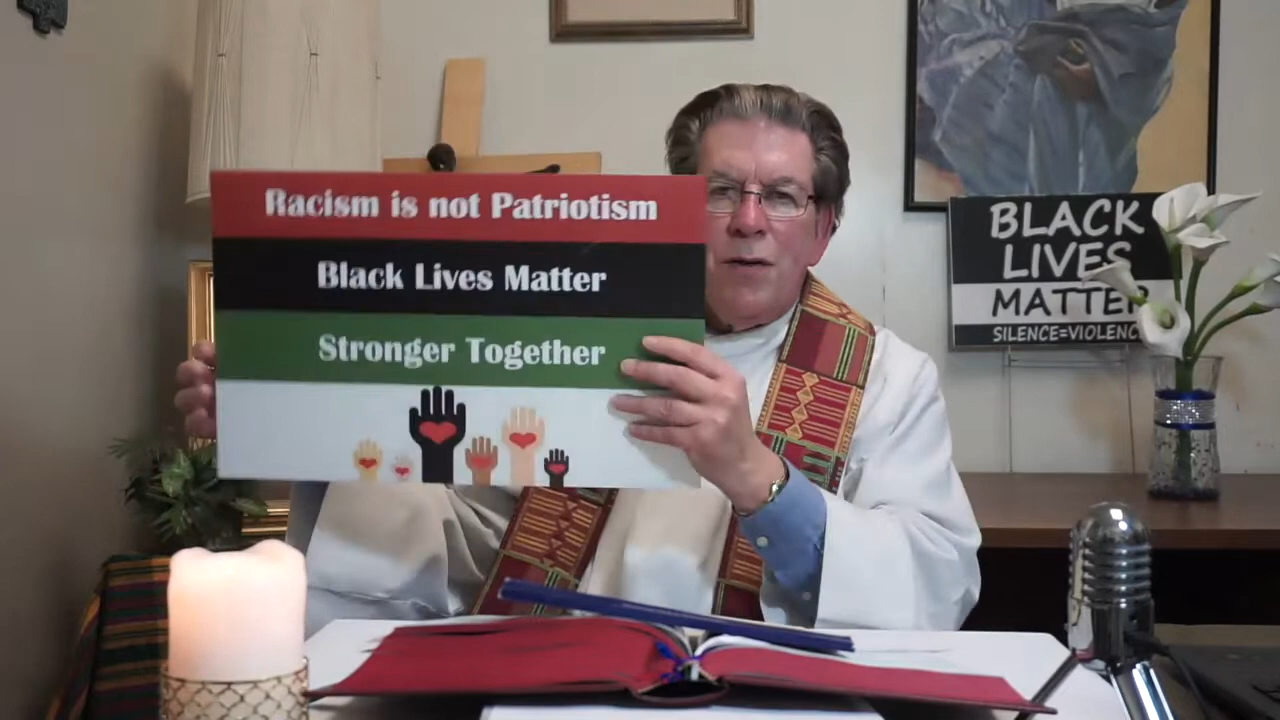 Racism is not Patriotism
Black Lives Matter
Stronger Together
BLACK
LIVES
MATTER
SILENCE=VIOLENC